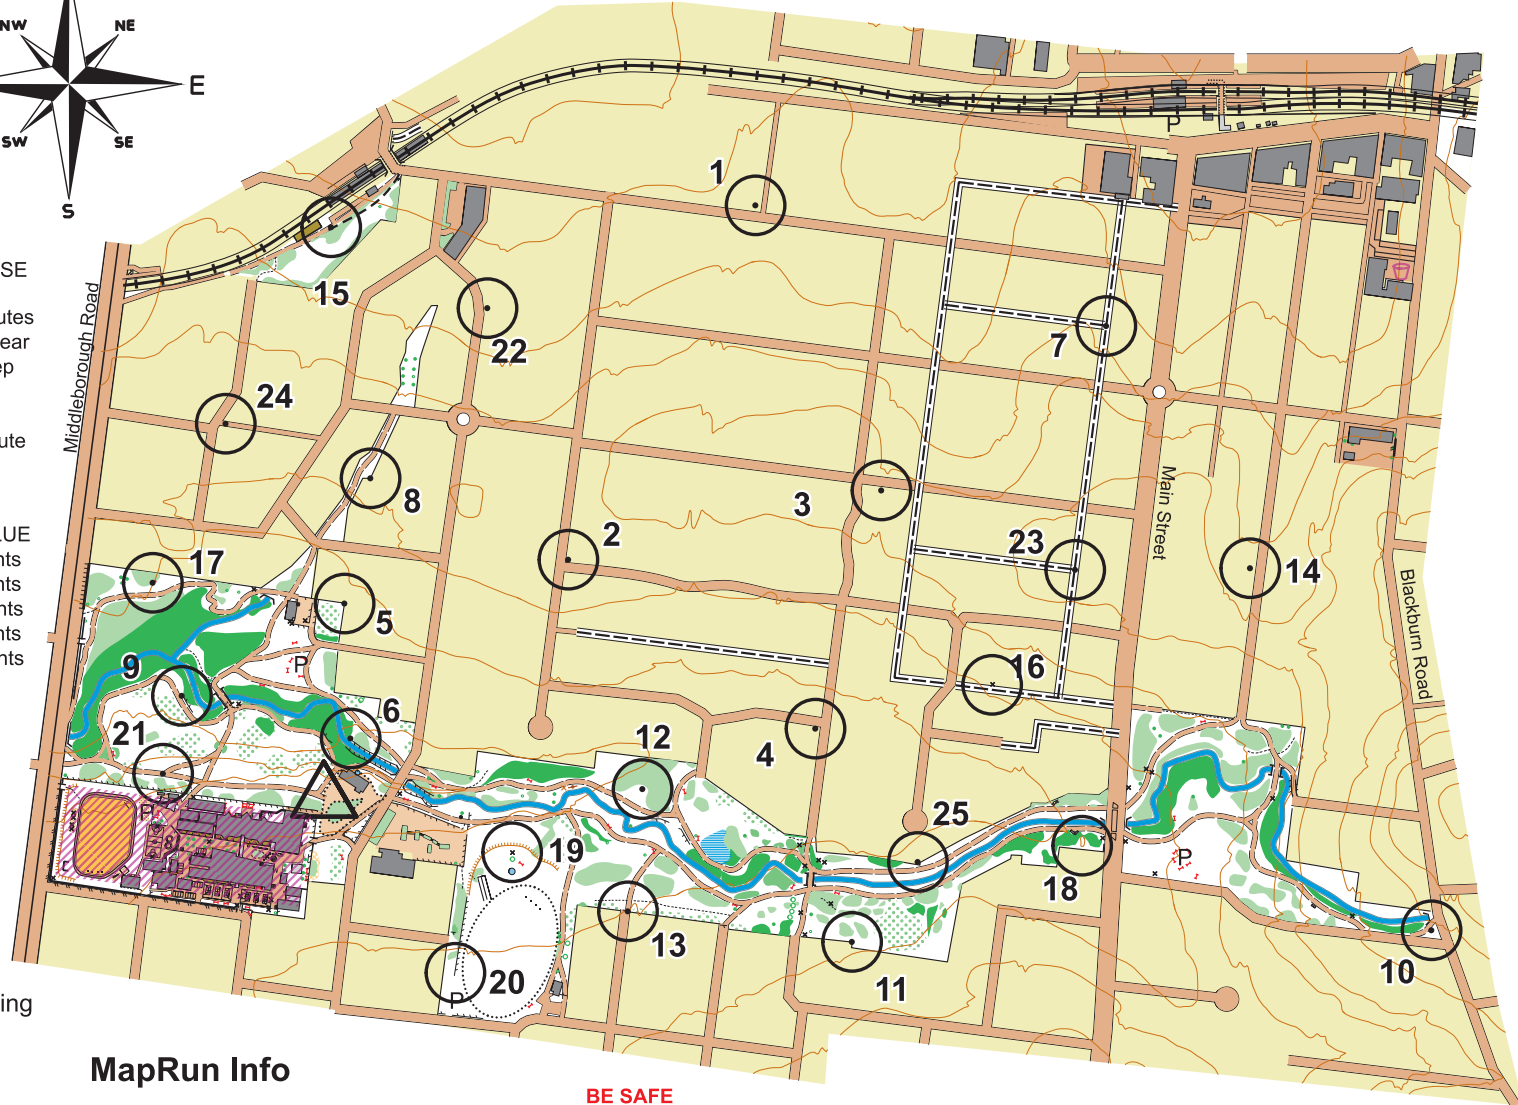 NW
NE
E
SW
SE
S
SE
utes
ear
ep
ute
LUE
nts
nts
nts
nts
nts
ing
Middleborough Road
Main Street
Blackburn Road
1
15
22
7
24
8
3
2
23
14
17
5
9
16
6
21
12
4
25
19
18
13
20
11
10
P
P
P
P
P
MapRun Info
BE SAFE